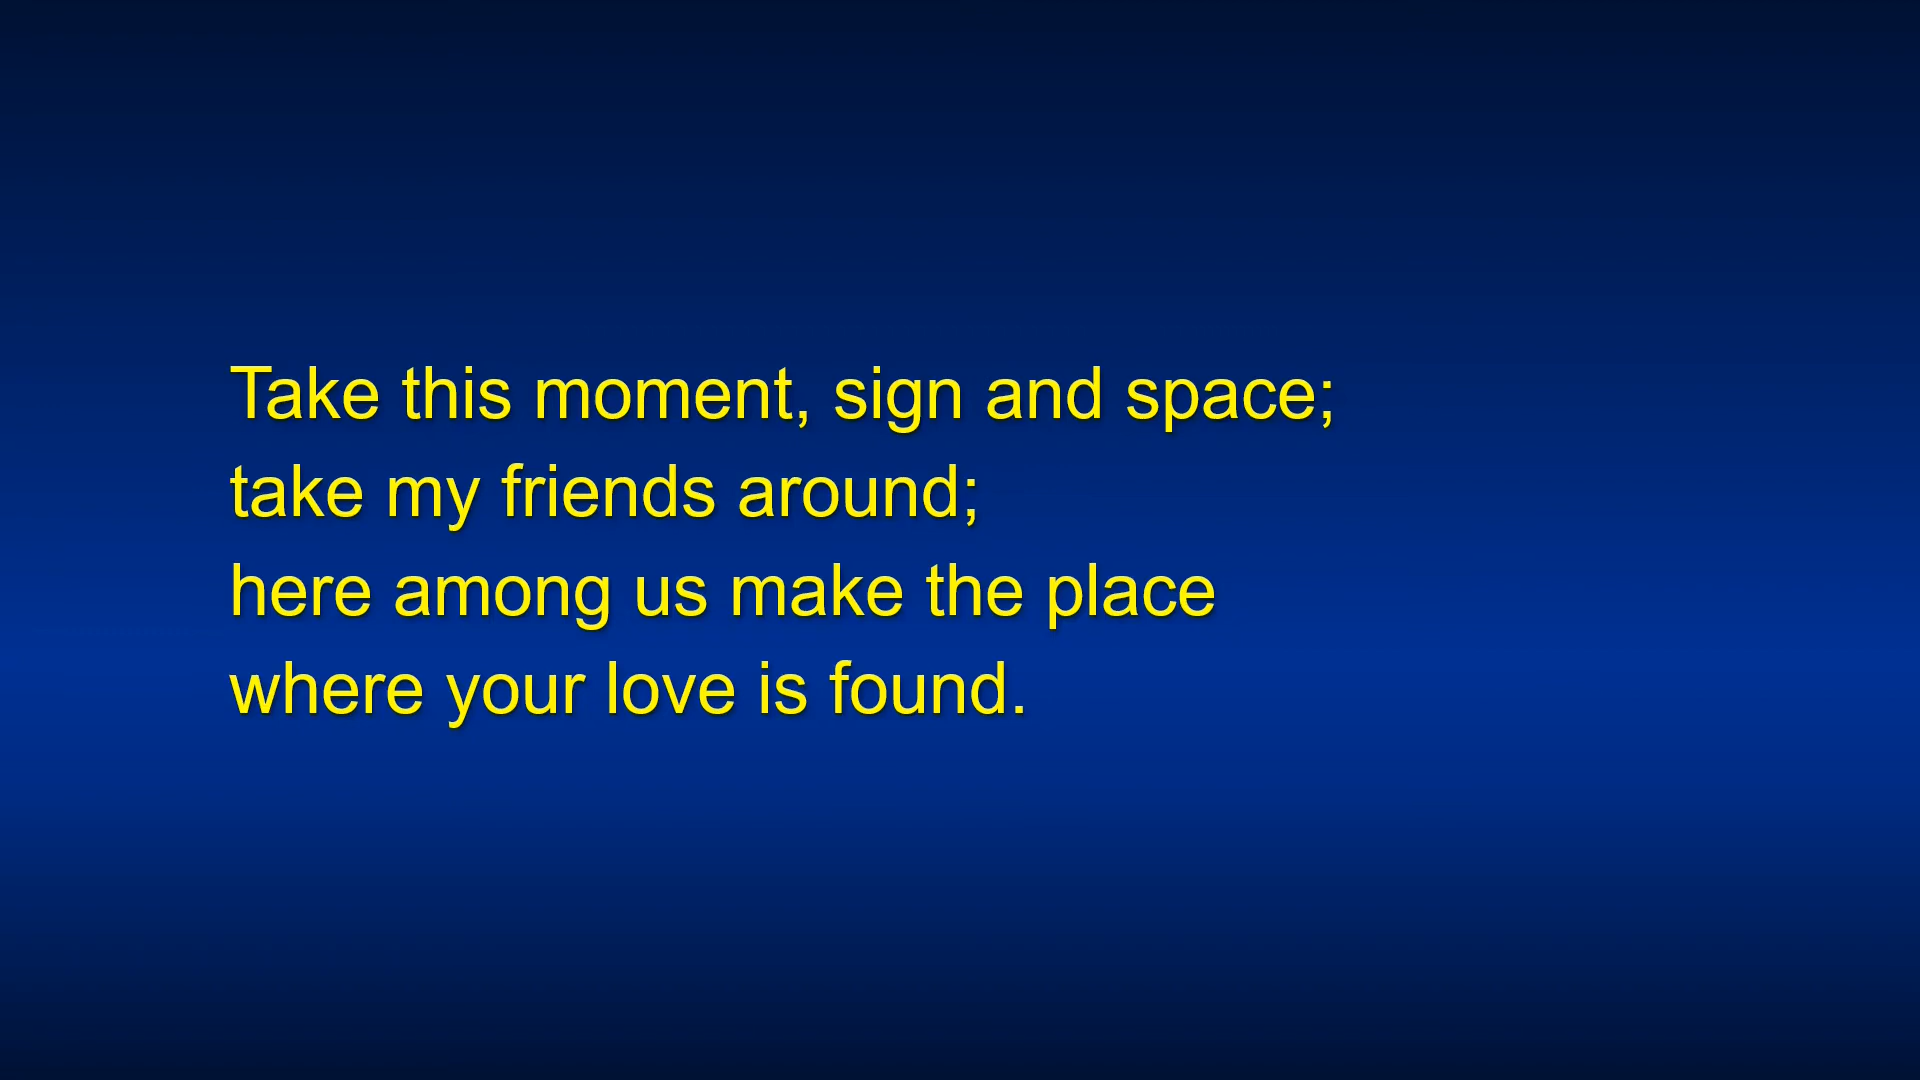 Take this moment, sign and space;
take my friends around;
here among us make the place
where your love is found.